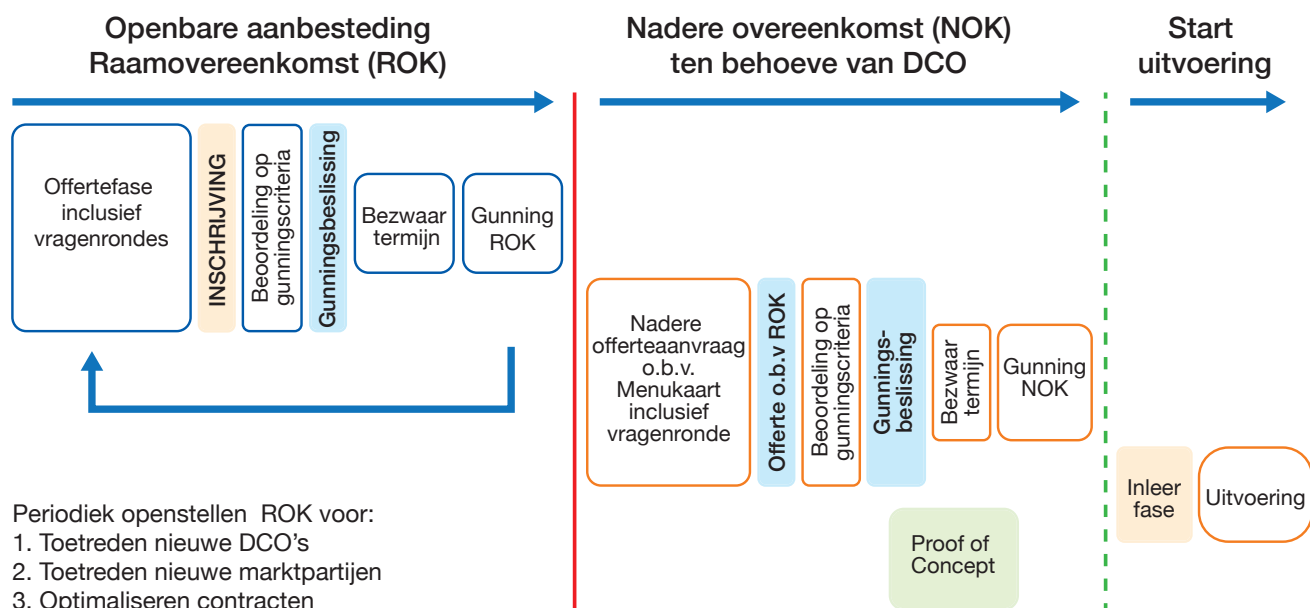 Openbare aanbesteding
Raamovereenkomst (ROK)
Offertefase
inclusief
vragenrondes
INSCHRIJVING
Beoordeling op
gunningscriteria
Gunningsbeslissing
Bezwaar
termijn
Gunning
ROK
Periodiek openstellen ROK voor:
1. Toetreden nieuwe DCO's
2. Toetreden nieuwe marktpartijen
3. Optimaliseren contracten
Nadere overeenkomst (NOK)
ten behoeve van DCO
Nadere
offerteaanvraag
o.b.v.
Menukaart
inclusief
vragenronde
Offerte o.b.v ROK
Beoordeling op
gunningscriteria
Gunnings-
beslissing
Bezwaar
termijn
Gunning
NOK
Proof of
Concept
Start
uitvoering
Inleer
fase
Uitvoering